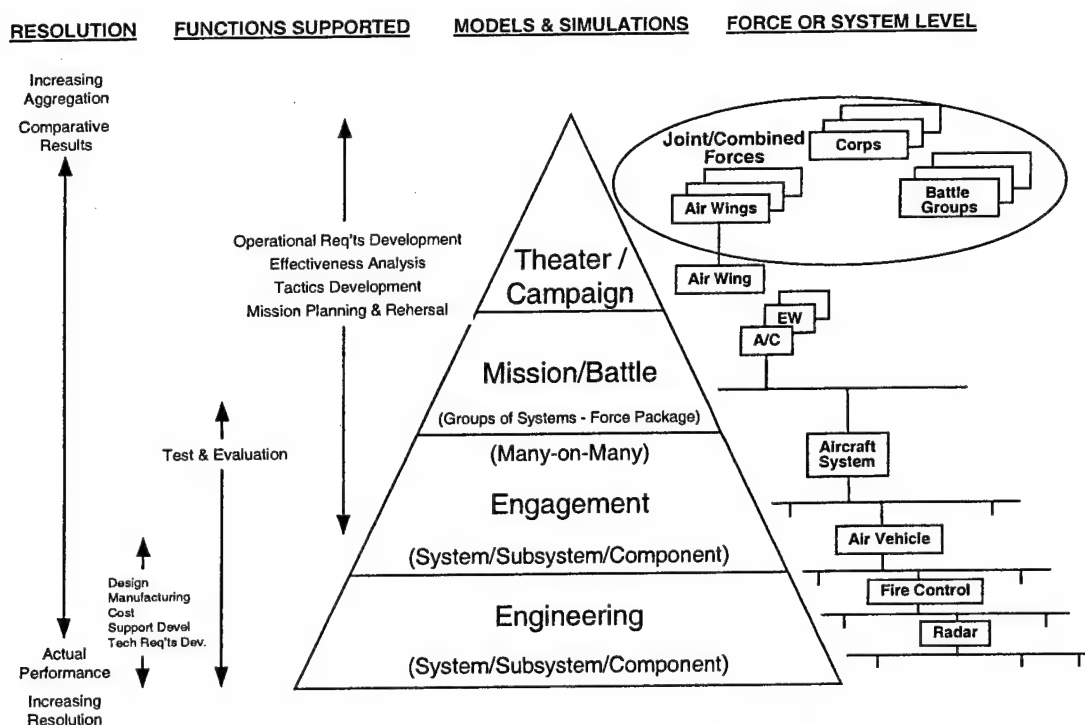 RESOLUTION
FUNCTIONS SUPPORTED
MODELS & SIMULATIONS
FORCE OR SYSTEM LEVEL
Increasing
Aggregation
Comparative
Results
Actual
Performance
Increasing
Resolution
Operational Req'ts Development
Effectiveness Analysis
Tactics Development
Mission Planning & Rehersal
Test & Evaluation
Design
Manufacturing
Cost
Support Devel
Tech Req'ts Dev.
Theater /
Campaign
Mission/Battle
(Groups of Systems - Force Package)
(Many-on-Many)
Engagement
(System/Subsystem/Component)
Engineering
(System/Subsystem/Component)
Joint/Combined
Forces
Corps
Air Wings
Battle
Groups
Air Wing
EW
A/C
Aircraft
System
Air Vehicle
Fire Control
Radar